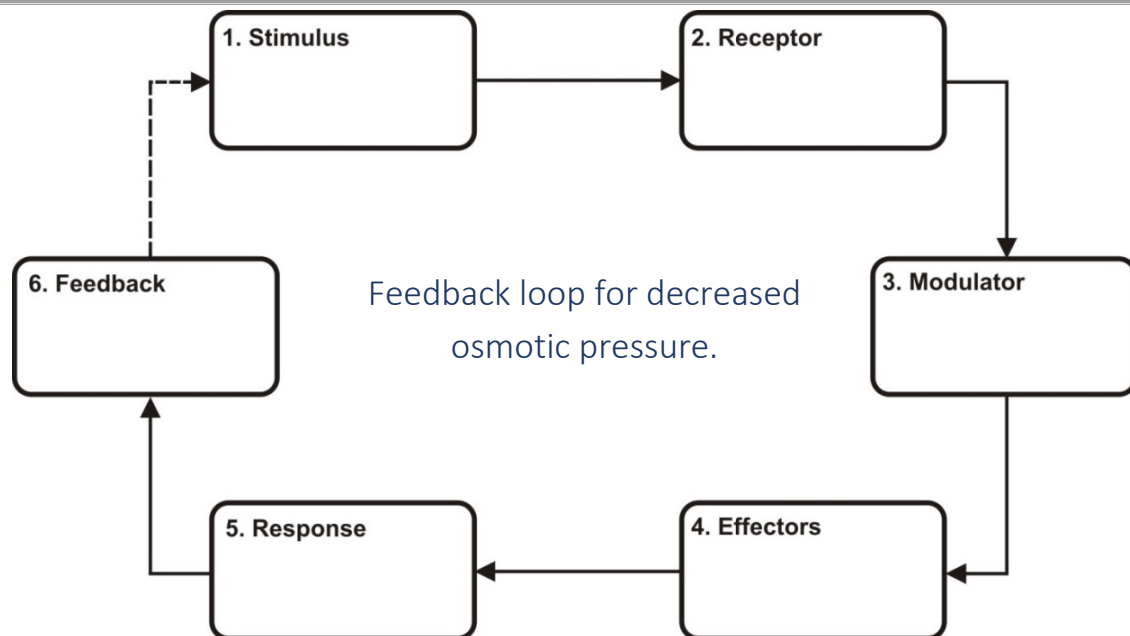 1. Stimulus
2. Receptor
6. Feedback
Feedback loop for decreased
osmotic pressure.
3. Modulator
5. Response
4. Effectors